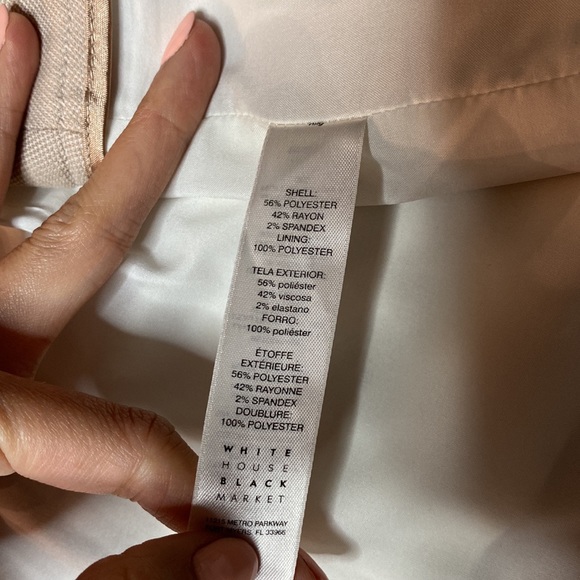 SHELL:
56% POLYESTER
42% RAYON
2% SPANDEX
LINING:
100% POLYESTER
TELA EXTERIOR:
56% poliéster
42% viscosa
2% elastano
FORRO:
100% poliéster
ÉTOFFE
EXTÉRIEURE:
56% POLYESTER
42% RAYONNE
2% SPANDEX
DOUBLURE:
100% POLYESTER
WHITE
HOUSE
BLACK
MARKET
METRO PARKWAY
FL 33966